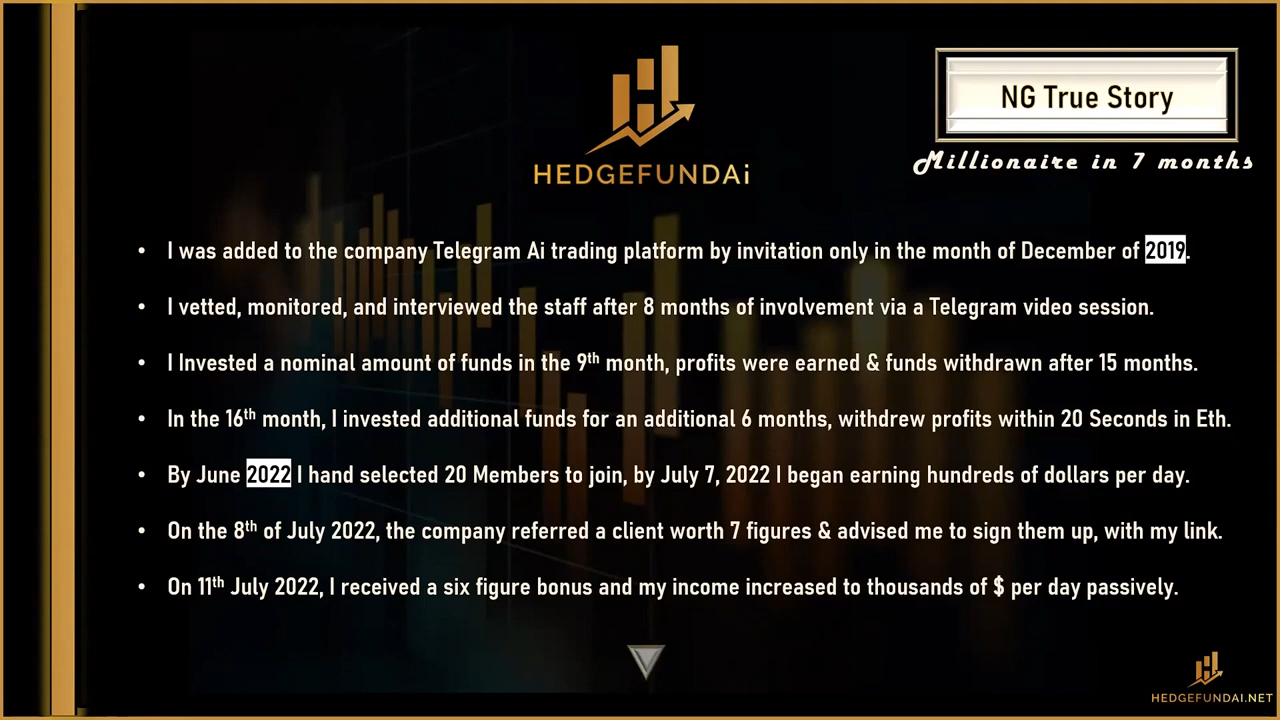 HEDGEFUNDAi
NG True Story
Millionaire in 7 months
• I was added to the company Telegram Ai trading platform by invitation only in the month of December of 2019.
• I vetted, monitored, and interviewed the staff after 8 months of involvement via a Telegram video session.
• I Invested a nominal amount of funds in the 9th month, profits were earned & funds withdrawn after 15 months.
• In the 16th month, I invested additional funds for an additional 6 months, withdrew profits within 20 Seconds in Eth.
• By June 2022 I hand selected 20 Members to join, by July 7, 2022 I began earning hundreds of dollars per day.
• On the 8th of July 2022, the company referred a client worth 7 figures & advised me to sign them up, with my link.
• On 11th July 2022, I received a six figure bonus and my income increased to thousands of $ per day passively.
HEDGEFUNDAI.NET